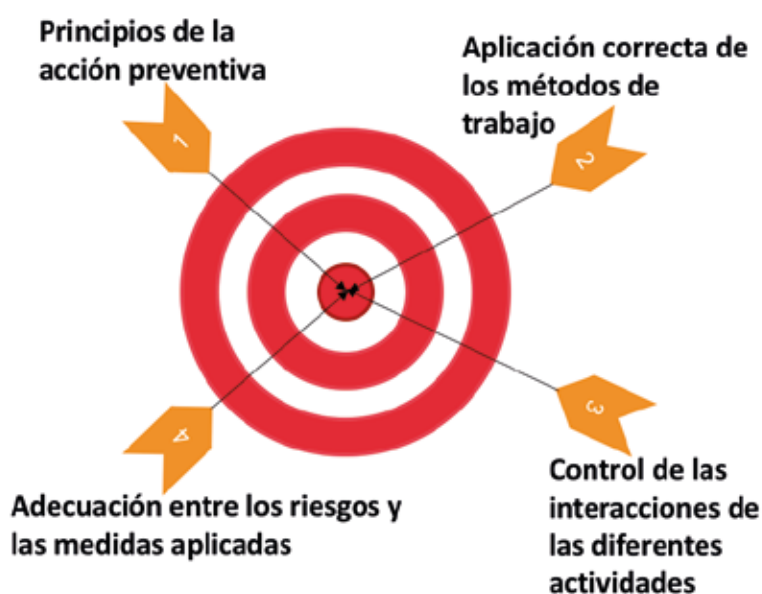 Principios de la
acción preventiva
1
Aplicación correcta de
los métodos de
trabajo
2
3
Control de las
interacciones de
las diferentes
actividades
4
Adecuación entre los riesgos y
las medidas aplicadas